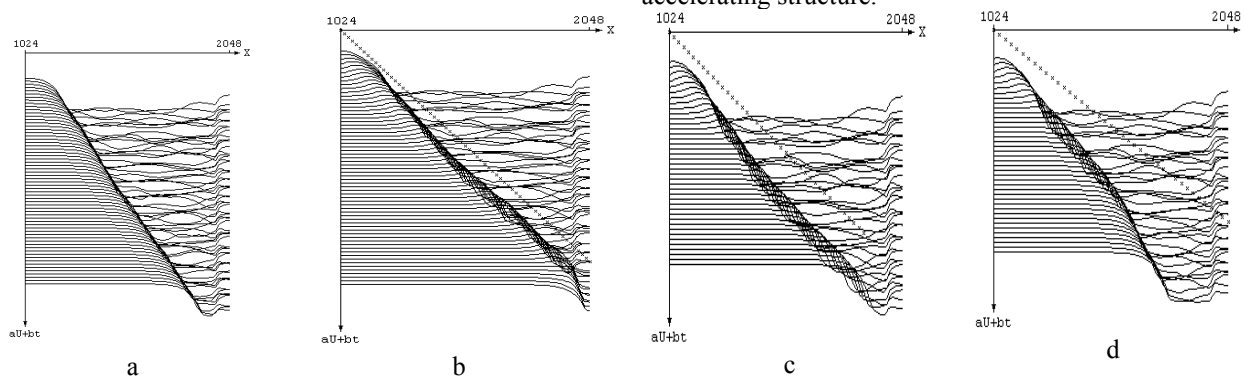 accelerating structure.
1024 2048 X
aU+bt
a
1024 2048 X
aU+bt
b
1024 2048 X
aU+bt
c
1024 2048
aU+bt
d